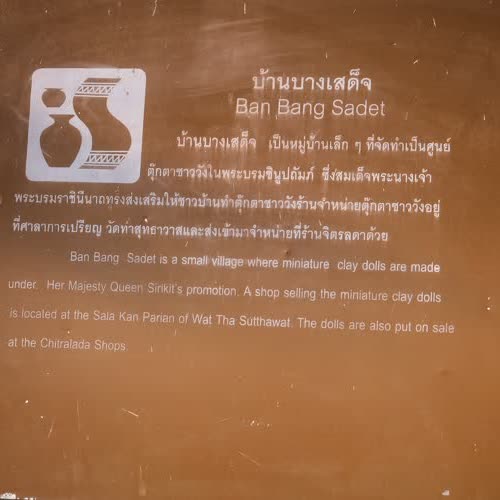 บ้านบางเสด็จ
Ban Bang Sadet
บ้านบางเสด็จ เป็นหมู่บ้านเล็ก ๆ ที่จัดทำเป็นศูนย์
ตุ๊กตาชาววังในพระบรมชินูปถัมภ์ ซึ่งสมเด็จพระนางเจ้า
พระบรมราชินีนาถทรงส่งเสริมให้ชาวบ้านทำตุ๊กตาชาววังร้านจำหน่ายตุ๊กตาชาววังอยู่
ที่ศาลาการเปรียญ วัดท่าสุทธาวาสและส่งเข้ามาจำหน่ายที่ร้านจิตรลดาด้วย
Ban Bang Sadet is a small village where miniature clay dolls are made
under. Her Majesty Queen Sirikit's promotion. A shop selling the miniature clay dolls
is located at the Sala Kan Parian of Wat Tha Sutthawat. The dolls are also put on sale
at the Chitralada Shops.